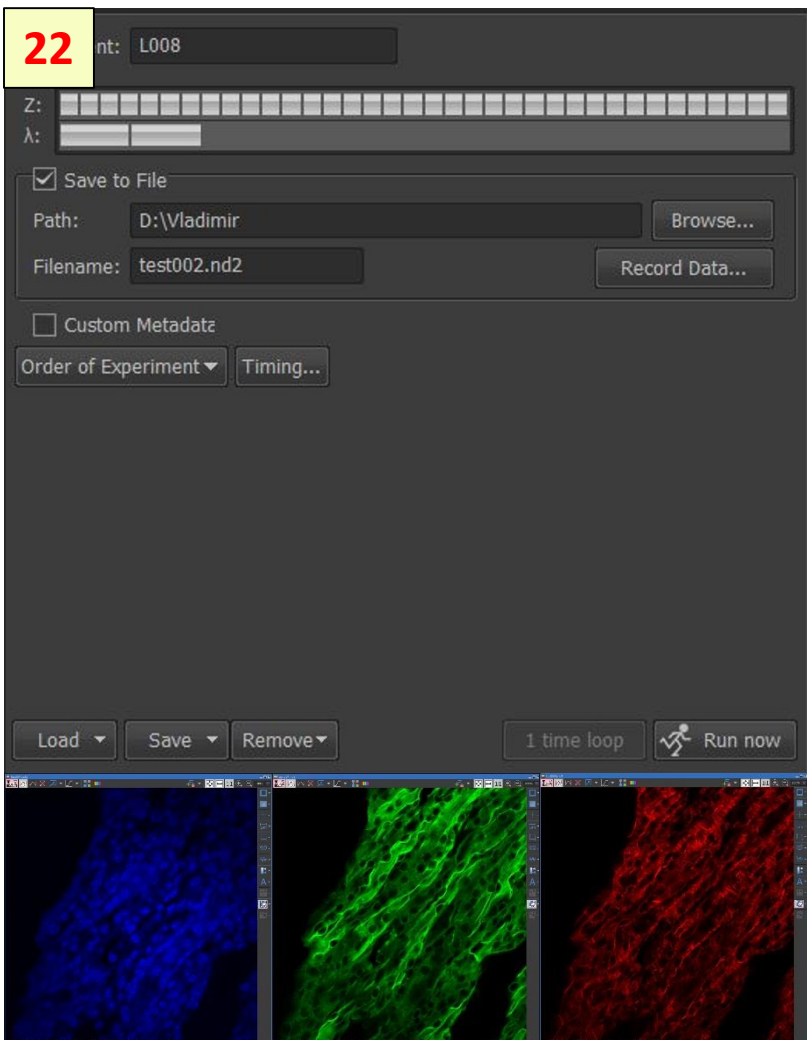 22
nt: L008
Z:
λ:
Save to File
Path: D:\Vladimir Browse...
Filename: test002.nd2 Record Data...
Custom Metadata
Order of Experiment Timing...
Load Save Remove 1 time loop Run now